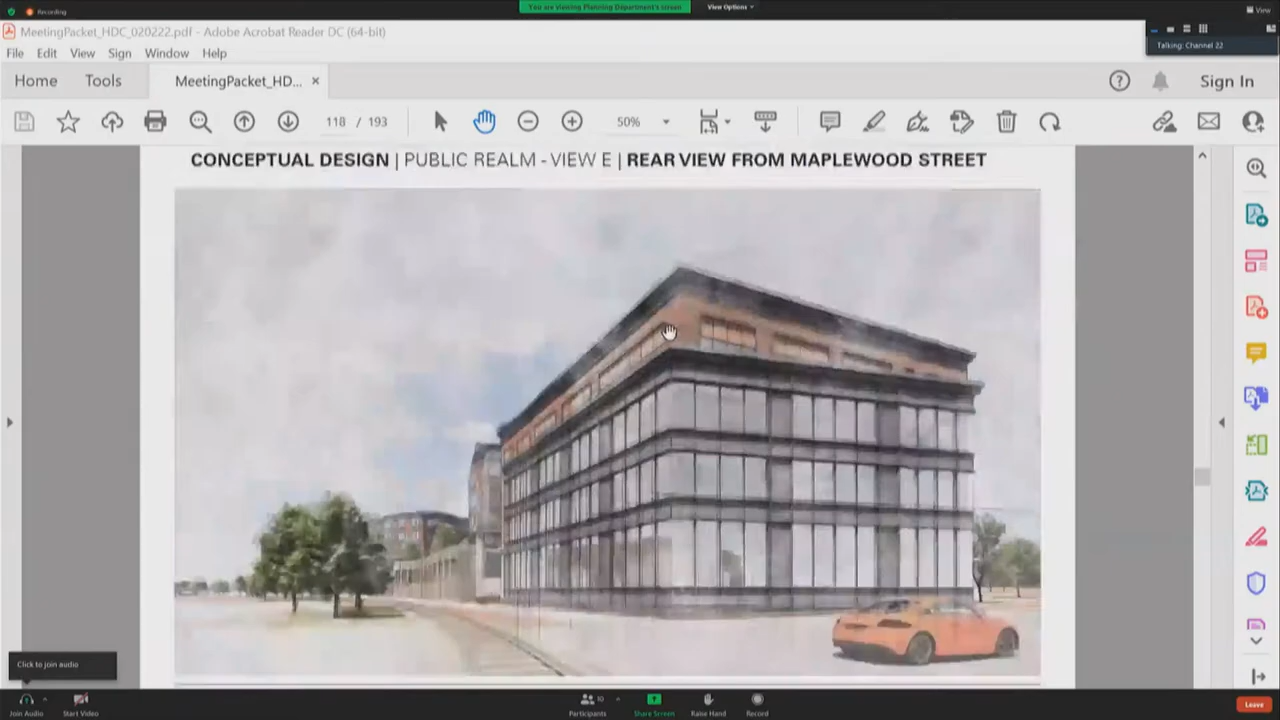 Recording
You are viewing Planning Department's screen
View Options
View
MeetingPacket_HDC_020222.pdf - Adobe Acrobat Reader DC (64-bit)
Talking: Channel 22
File Edit View Sign Window Help
Home Tools MeetingPacket_HD... × Sign In
118 / 193 50%
CONCEPTUAL DESIGN | PUBLIC REALM - VIEW E | REAR VIEW FROM MAPLEWOOD STREET
Click to join audio
10
Join Audio Start Video Participants Share Screen Raise Hand Record Leave